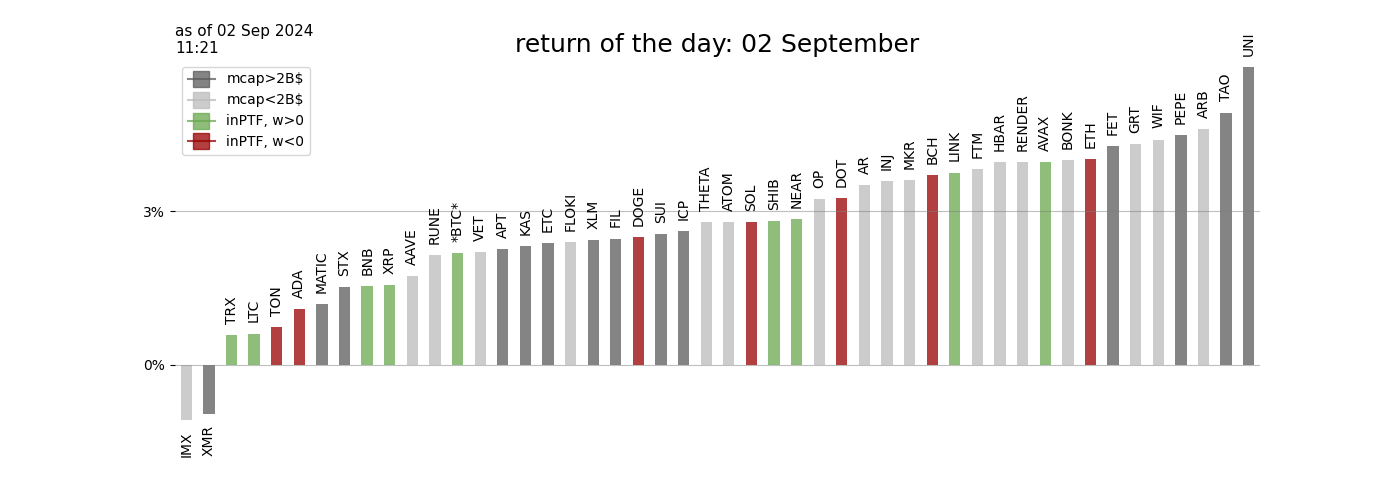 as of 02 Sep 2024
11:21
return of the day: 02 September
mcap>2B$
mcap<2B$
inPTF, w>0
inPTF, w<0
3%
0%
IMX
XMR
TRX
LTC
TON
ADA
MATIC
STX
BNB
XRP
AAVE
RUNE
*BTC*
VET
APT
KAS
ETC
FLOKI
XLM
FIL
DOGE
SUI
ICP
THETA
ATOM
SOL
SHIB
NEAR
OP
DOT
AR
INJ
MKR
BCH
LINK
FTM
HBAR
RENDER
AVAX
BONK
ETH
FET
GRT
WIF
PEPE
ARB
TAO
UNI